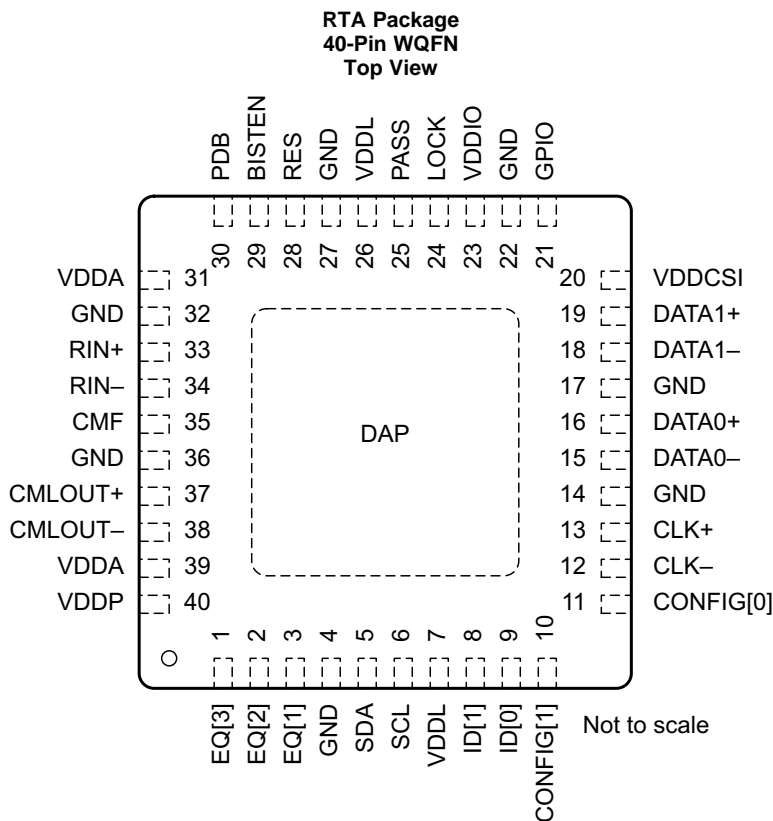 RTA Package
40-Pin WQFN
Top View
PDB
BISTEN
RES
GND
VDDL
PASS
LOCK
VDDIO
GND
GPIO
30
29
28
27
26
25
24
23
22
21
VDDA 31
GND 32
RIN+ 33
RIN– 34
CMF 35
GND 36
CMLOUT+ 37
CMLOUT– 38
VDDA 39
VDDP 40
DAP
20 VDDCSI
19 DATA1+
18 DATA1–
17 GND
16 DATA0+
15 DATA0–
14 GND
13 CLK+
12 CLK–
11 CONFIG[0]
1
2
3
4
5
6
7
8
9
10
EQ[3]
EQ[2]
EQ[1]
GND
SDA
SCL
VDDL
ID[1]
ID[0]
CONFIG[1]
Not to scale